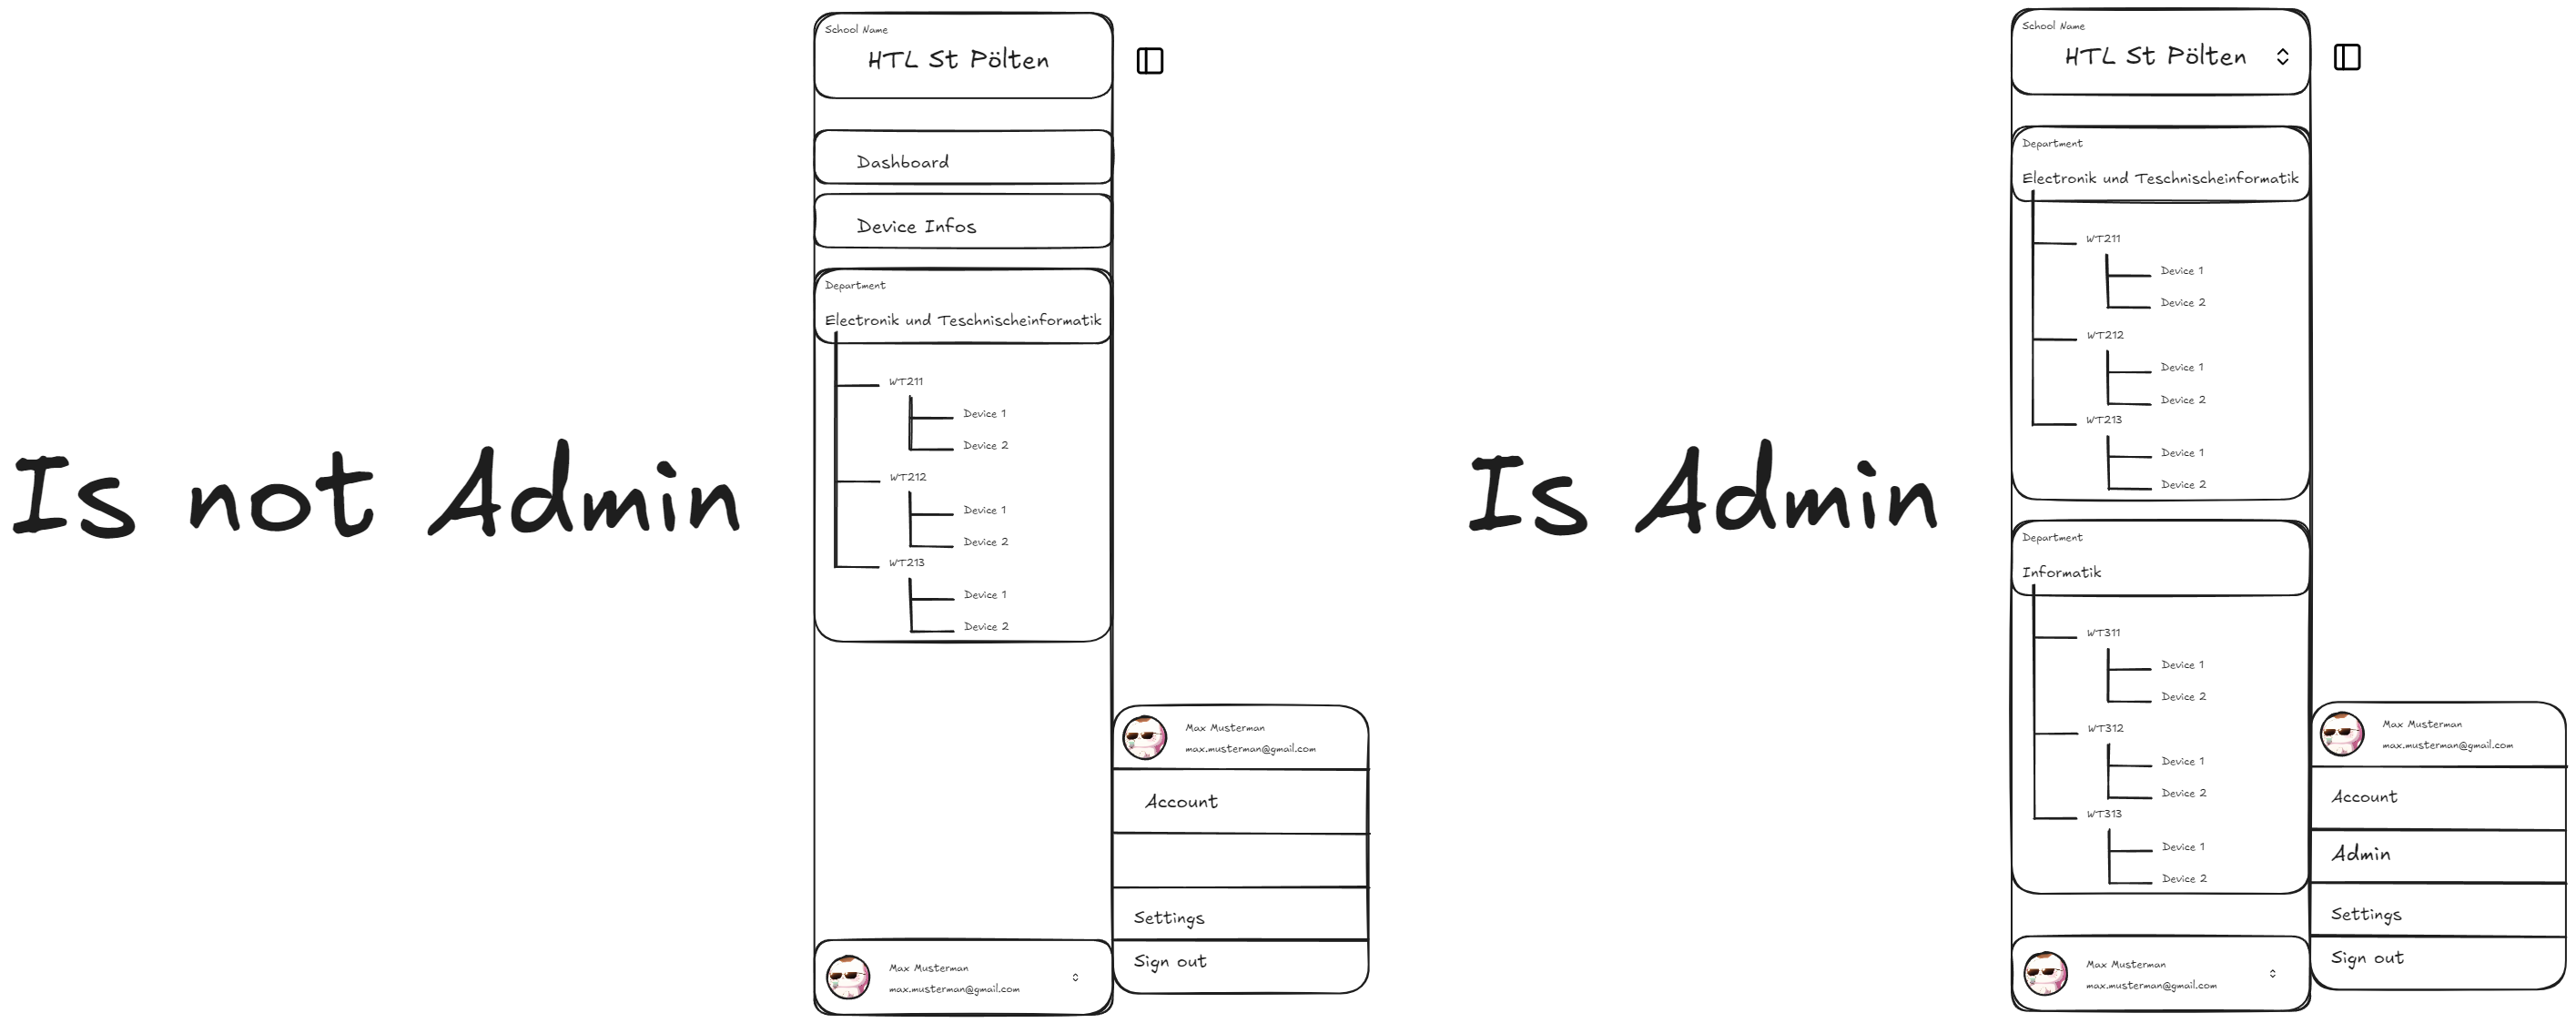 Is not Admin
School Name
HTL St Pölten
Dashboard
Device Infos
Department
Electronik und Teschnischeinformatik
WT211
Device 1
Device 2
WT212
Device 1
Device 2
WT213
Device 1
Device 2
Max Musterman
max.musterman@gmail.com
Account
Settings
Sign out
Max Musterman
max.musterman@gmail.com
Is Admin
School Name
HTL St Pölten
Department
Electronik und Teschnischeinformatik
WT211
Device 1
Device 2
WT212
Device 1
Device 2
WT213
Device 1
Device 2
Department
Informatik
WT311
Device 1
Device 2
WT312
Device 1
Device 2
WT313
Device 1
Device 2
Max Musterman
max.musterman@gmail.com
Account
Admin
Settings
Sign out
Max Musterman
max.musterman@gmail.com